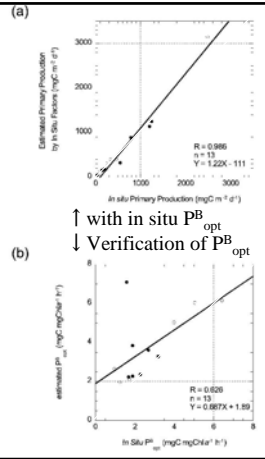 (a)
Estimated Primary Production
by In Situ Factors (mgC m⁻² d⁻¹)
3000
1000
0
R = 0.986
n = 13
Y = 1.22X - 111
0 1000 3000
In situ Primary Production (mgC m⁻² d⁻¹)
↑ with in situ Pᴮopt
↓ Verification of Pᴮopt
(b)
estimated Pᴮopt (mgC mgChla⁻¹ h⁻¹)
8
6
4
2
0
R = 0.626
n = 13
Y = 0.687X + 1.89
0 2 4 6 8
In Situ Pᴮopt (mgC mgChla⁻¹ h⁻¹)